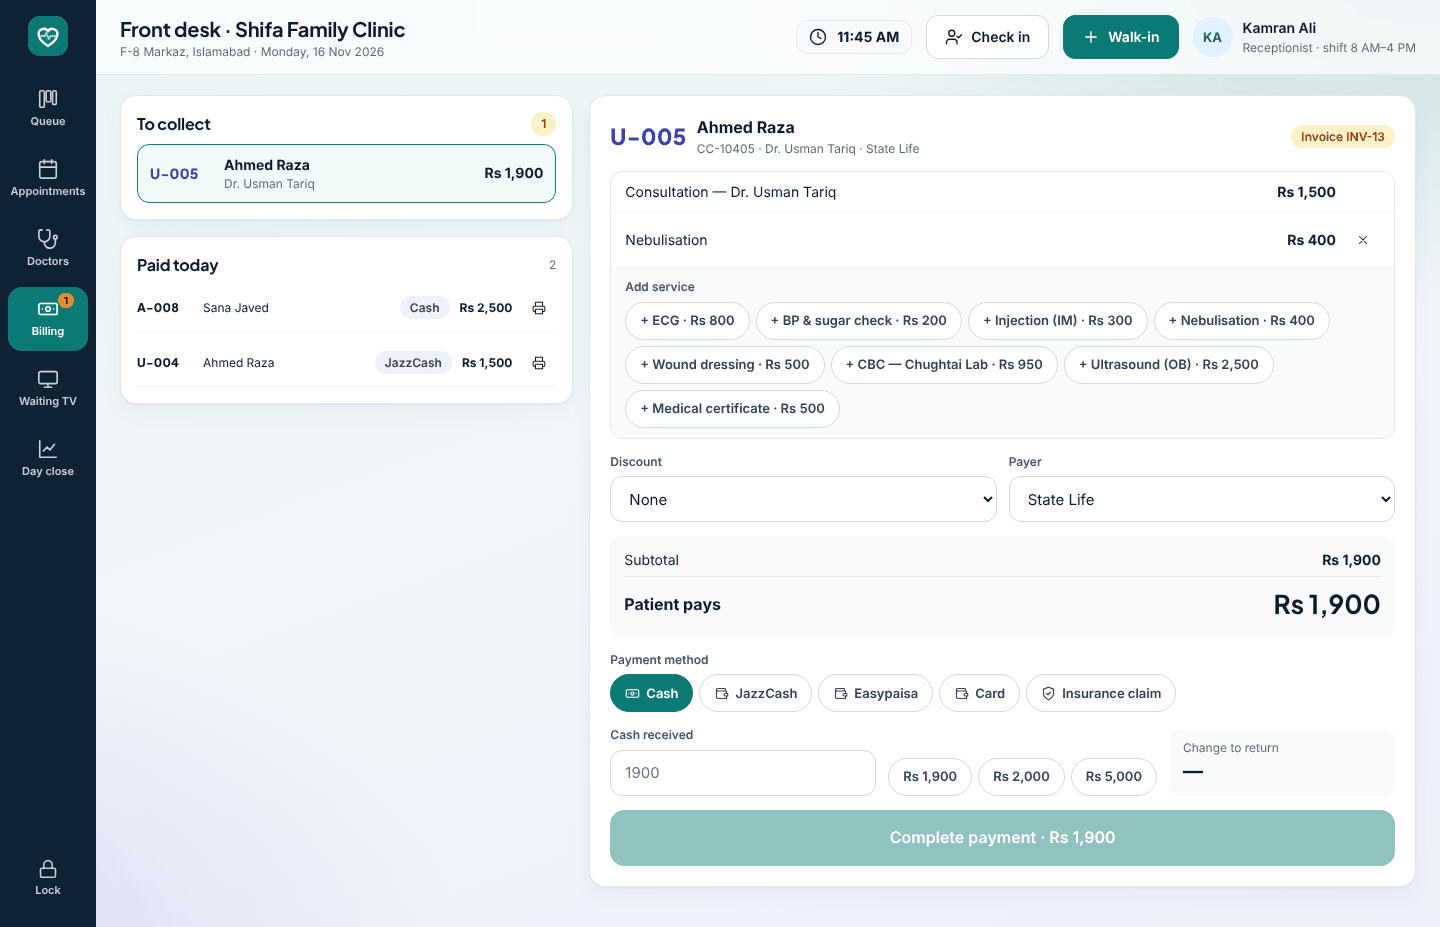 Front desk · Shifa Family Clinic
F-8 Markaz, Islamabad · Monday, 16 Nov 2026
11:45 AM
Check in
Walk-in
KA
Kamran Ali
Receptionist · shift 8 AM–4 PM
Queue
Appointments
Doctors
1
Billing
Waiting TV
Day close
Lock
To collect
1
U-005
Ahmed Raza
Dr. Usman Tariq
Rs 1,900
Paid today
2
A-008 Sana Javed Cash Rs 2,500
U-004 Ahmed Raza JazzCash Rs 1,500
U-005
Ahmed Raza
CC-10405 · Dr. Usman Tariq · State Life
Invoice INV-13
Consultation — Dr. Usman Tariq Rs 1,500
Nebulisation Rs 400
Add service
+ ECG · Rs 800
+ BP & sugar check · Rs 200
+ Injection (IM) · Rs 300
+ Nebulisation · Rs 400
+ Wound dressing · Rs 500
+ CBC — Chughtai Lab · Rs 950
+ Ultrasound (OB) · Rs 2,500
+ Medical certificate · Rs 500
Discount
None
Payer
State Life
Subtotal Rs 1,900
Patient pays Rs 1,900
Payment method
Cash
JazzCash
Easypaisa
Card
Insurance claim
Cash received
1900
Rs 1,900
Rs 2,000
Rs 5,000
Change to return
—
Complete payment · Rs 1,900